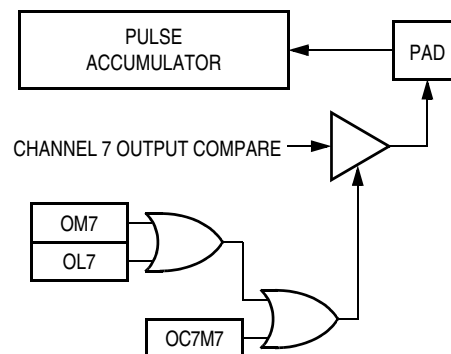 PULSE
ACCUMULATOR
PAD
CHANNEL 7 OUTPUT COMPARE
OM7
OL7
OC7M7